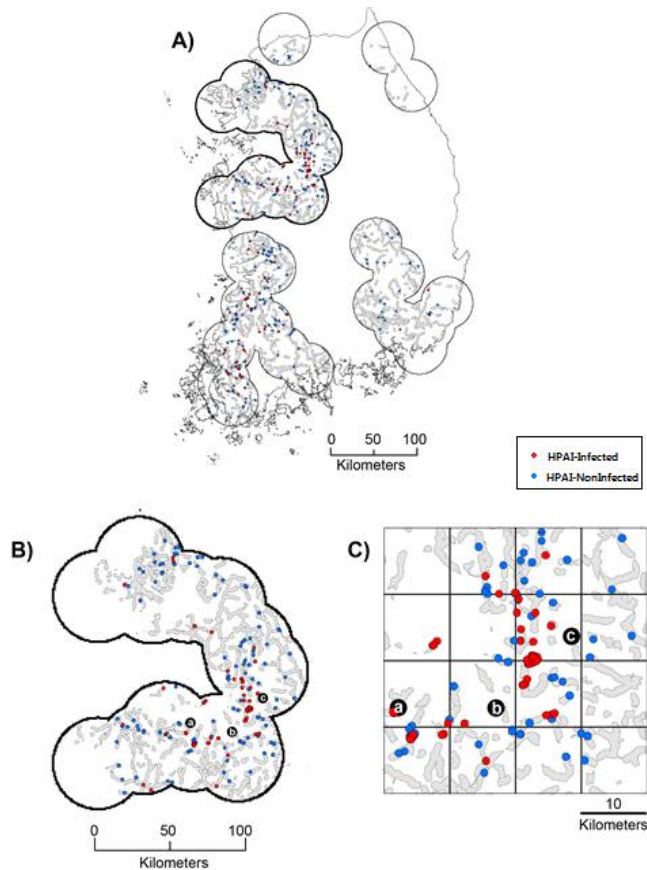 A)
0 50 100
Kilometers
HPAI-Infected
HPAI-NonInfected
B)
a
b
c
0 50 100
Kilometers
C)
c
a
b
10
Kilometers